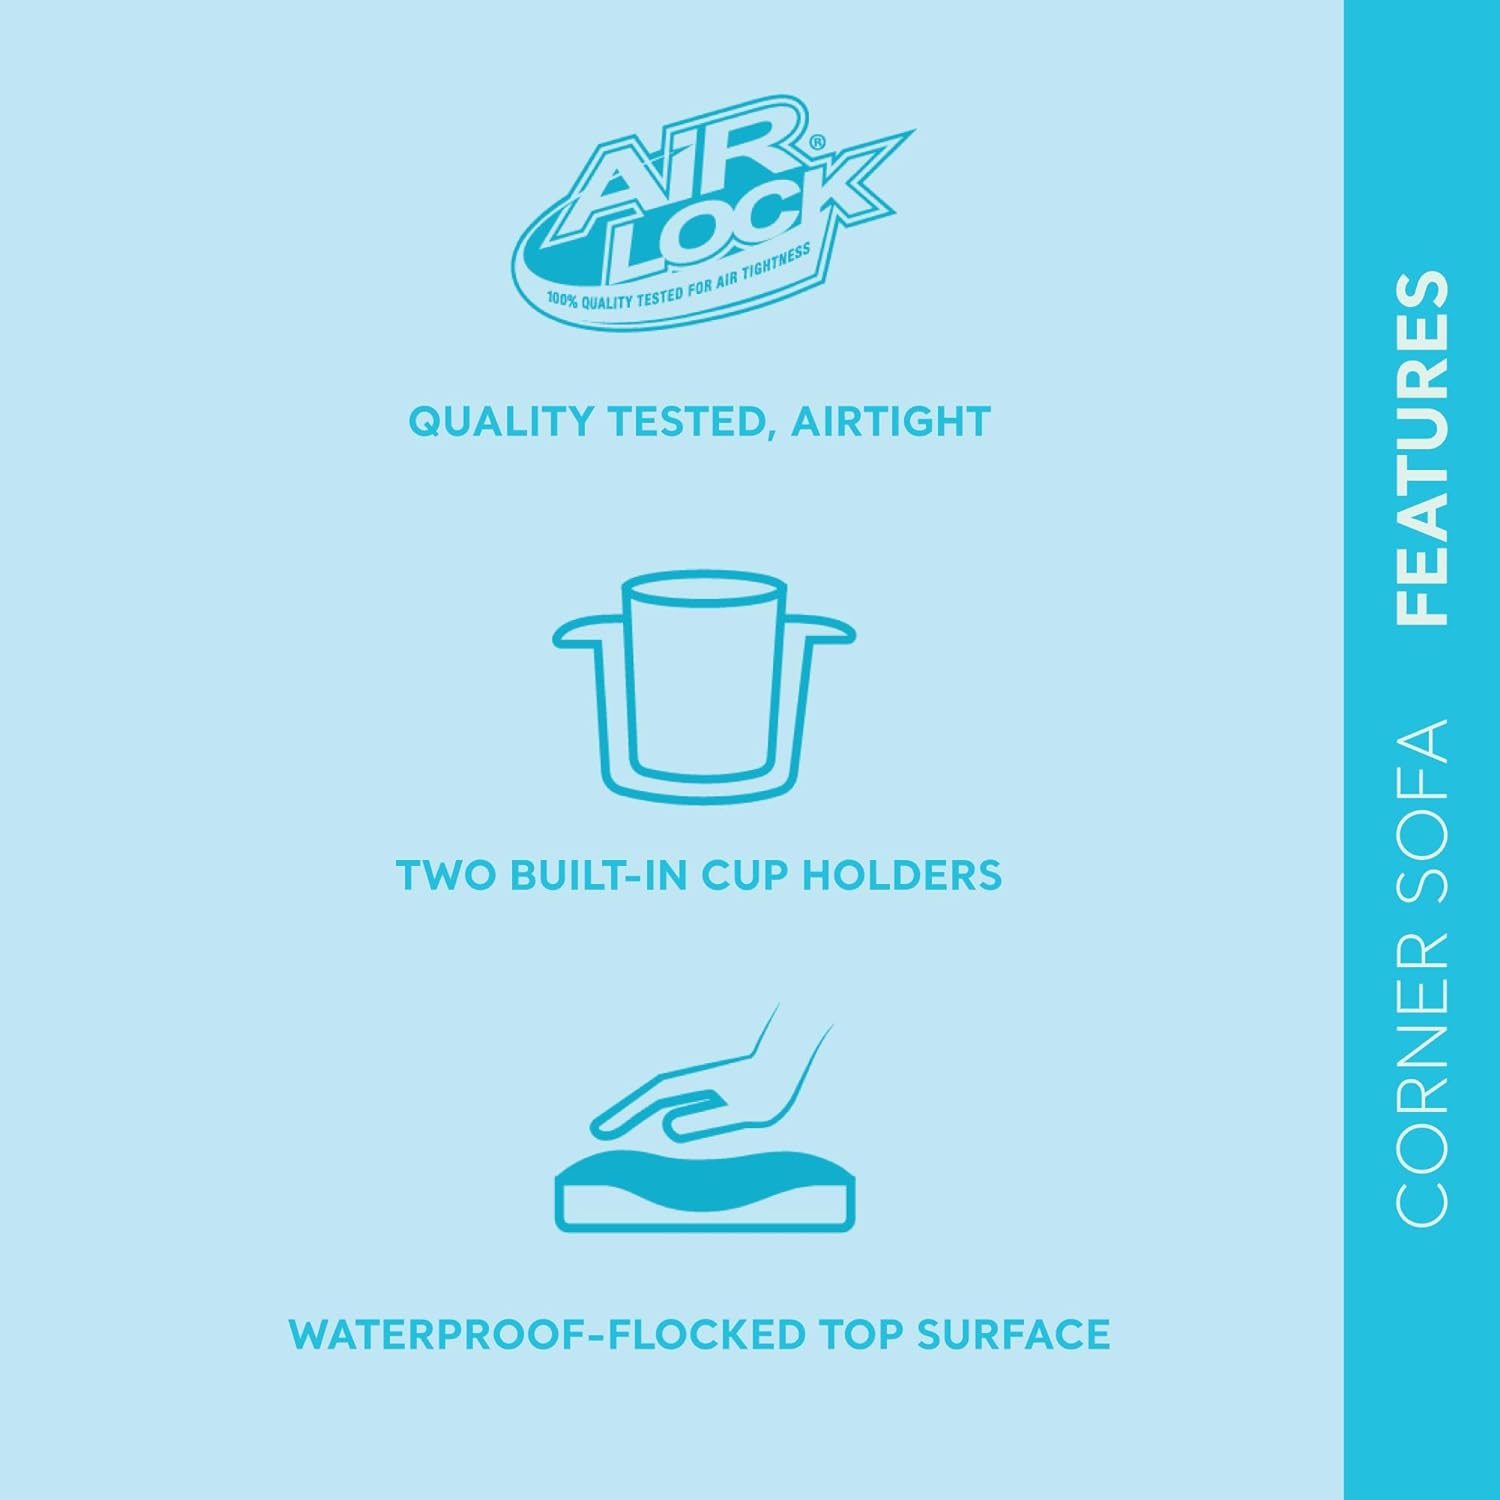 AIR LOCK®
100% QUALITY TESTED FOR AIR TIGHTNESS
QUALITY TESTED, AIRTIGHT
TWO BUILT-IN CUP HOLDERS
WATERPROOF-FLOCKED TOP SURFACE
CORNER SOFA FEATURES